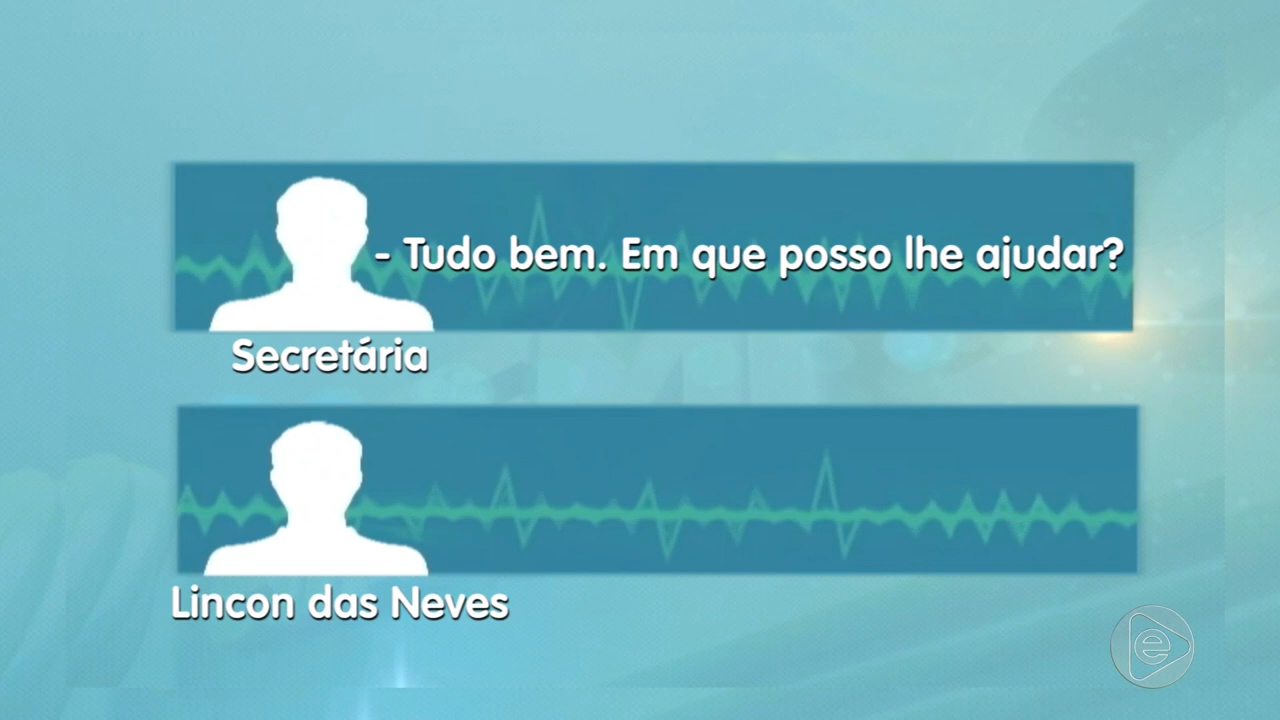 - Tudo bem. Em que posso lhe ajudar?
Secretária
Lincon das Neves
e